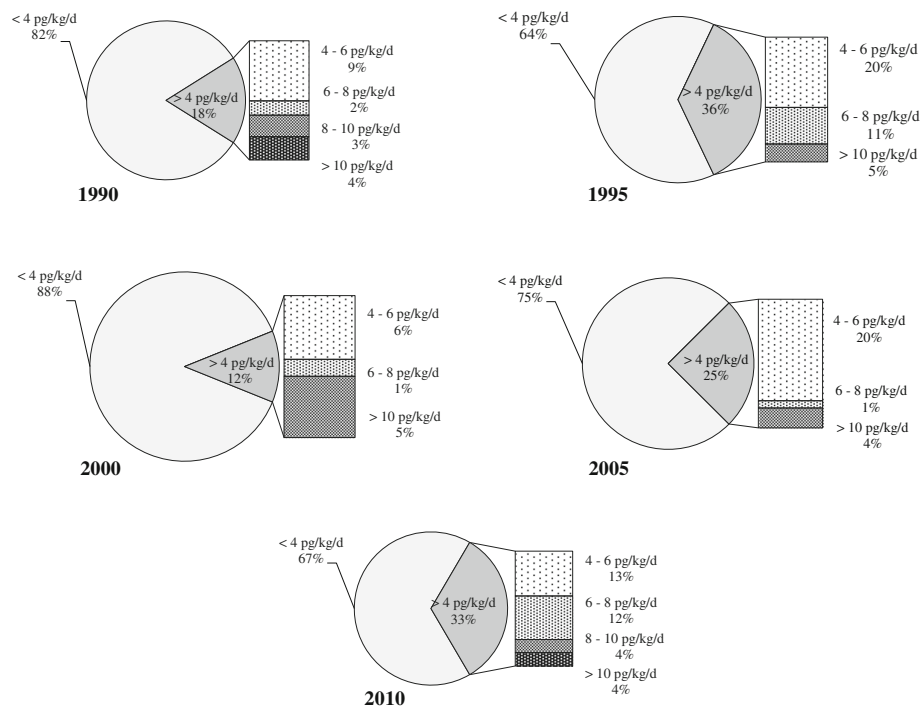 < 4 pg/kg/d
82%
> 4 pg/kg/d
18%
4 - 6 pg/kg/d
9%
6 - 8 pg/kg/d
2%
8 - 10 pg/kg/d
3%
> 10 pg/kg/d
4%
1990
< 4 pg/kg/d
64%
> 4 pg/kg/d
36%
4 - 6 pg/kg/d
20%
6 - 8 pg/kg/d
11%
> 10 pg/kg/d
5%
1995
< 4 pg/kg/d
88%
> 4 pg/kg/d
12%
4 - 6 pg/kg/d
6%
6 - 8 pg/kg/d
1%
> 10 pg/kg/d
5%
2000
< 4 pg/kg/d
75%
> 4 pg/kg/d
25%
4 - 6 pg/kg/d
20%
6 - 8 pg/kg/d
1%
> 10 pg/kg/d
4%
2005
< 4 pg/kg/d
67%
> 4 pg/kg/d
33%
4 - 6 pg/kg/d
13%
6 - 8 pg/kg/d
12%
8 - 10 pg/kg/d
4%
> 10 pg/kg/d
4%
2010